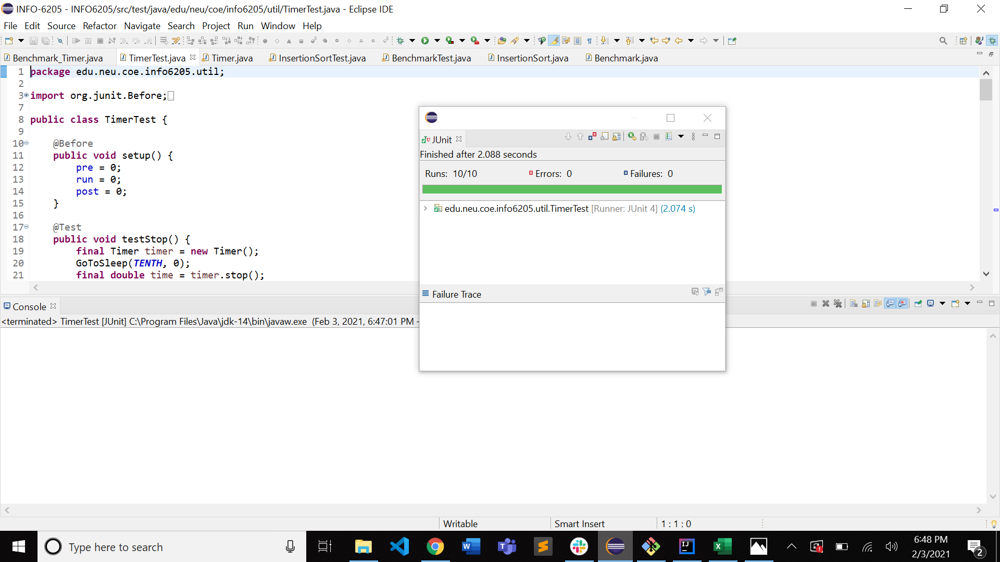 INFO-6205 - INFO6205/src/test/java/edu/neu/coe/info6205/util/TimerTest.java - Eclipse IDE
File Edit Source Refactor Navigate Search Project Run Window Help
Benchmark_Timer.java TimerTest.java Timer.java InsertionSortTest.java BenchmarkTest.java InsertionSort.java Benchmark.java
1 package edu.neu.coe.info6205.util;
2
3 import org.junit.Before;
7
8 public class TimerTest {
9
10 @Before
11 public void setup() {
12 pre = 0;
13 run = 0;
14 post = 0;
15 }
16
17 @Test
18 public void testStop() {
19 final Timer timer = new Timer();
20 GoToSleep(TENTH, 0);
21 final double time = timer.stop();
JUnit
Finished after 2.088 seconds
Runs: 10/10 Errors: 0 Failures: 0
edu.neu.coe.info6205.util.TimerTest [Runner: JUnit 4] (2.074 s)
Failure Trace
Console
<terminated> TimerTest [JUnit] C:\Program Files\Java\jdk-14\bin\javaw.exe (Feb 3, 2021, 6:47:01 PM -
Writable Smart Insert 1 : 1 : 0
Type here to search
6:48 PM
2/3/2021
2